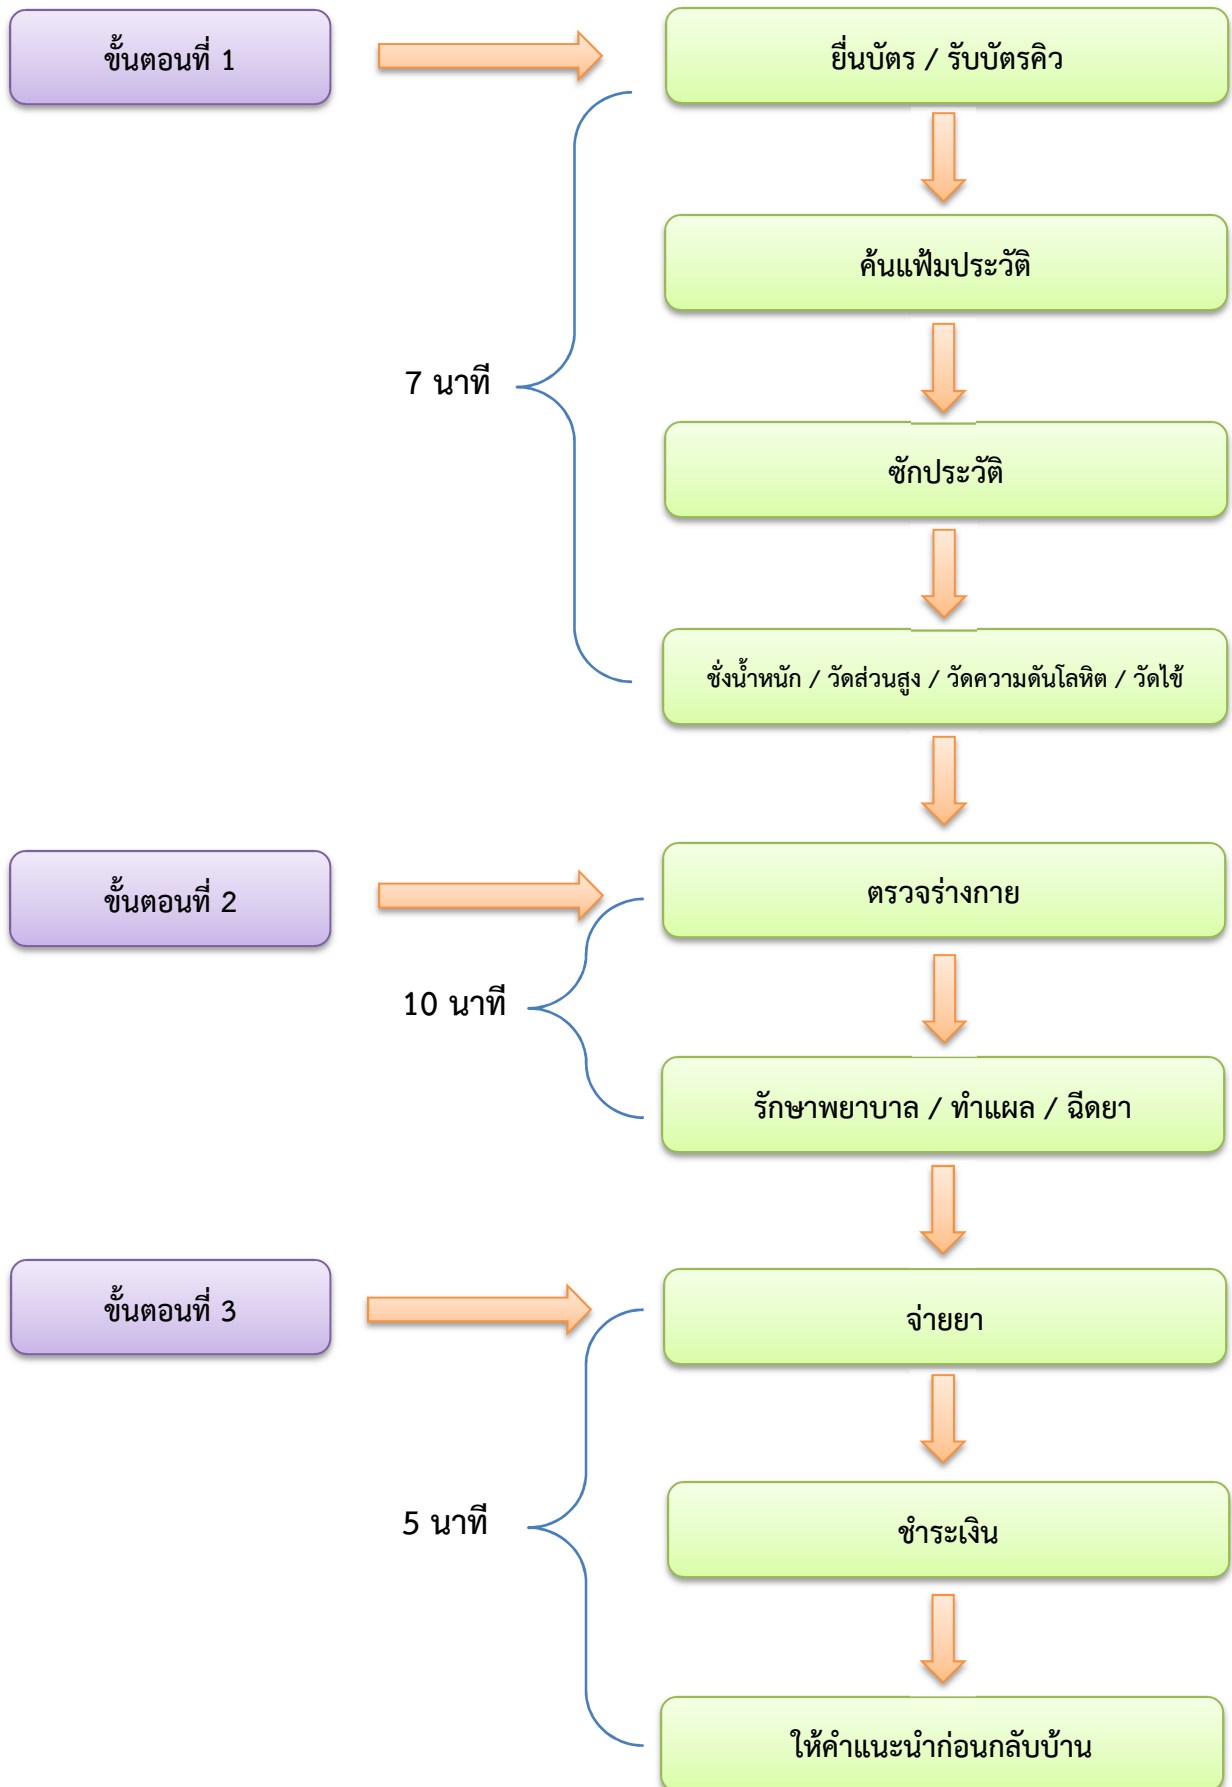 ขั้นตอนที่ 1
ยื่นบัตร / รับบัตรคิว
ค้นแฟ้มประวัติ
7 นาที
ซักประวัติ
ชั่งน้ำหนัก / วัดส่วนสูง / วัดความดันโลหิต / วัดไข้
ขั้นตอนที่ 2
ตรวจร่างกาย
10 นาที
รักษาพยาบาล / ทำแผล / ฉีดยา
ขั้นตอนที่ 3
จ่ายยา
5 นาที
ชำระเงิน
ให้คำแนะนำก่อนกลับบ้าน